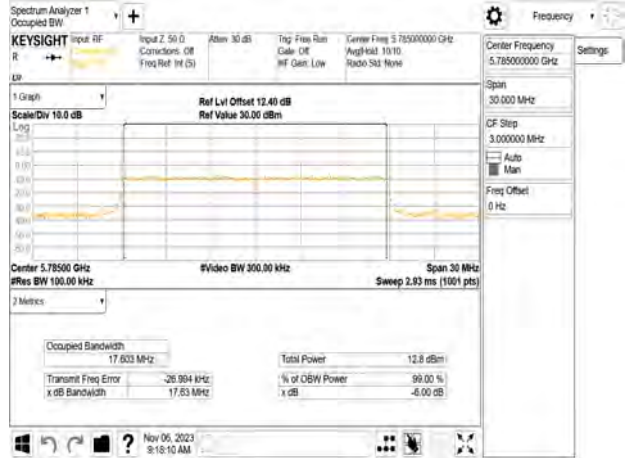 Spectrum Analyzer 1
Occupied BW
Frequency
KEYSIGHT
Input: RF
Input Z: 50 Ω
Atten: 30 dB
Trig: Free Run
Center Freq: 5.785000000 GHz
R
Corrections: Off
Gate: Off
Avg|Hold: 10/10
Freq Ref: Int (S)
#IF Gain: Low
Radio Std: None
Center Frequency
5.785000000 GHz
Settings
Span
30.000 MHz
CF Step
3.000000 MHz
Auto
Man
Freq Offset
0 Hz
1 Graph
Ref Lvl Offset 12.40 dB
Scale/Div 10.0 dB
Ref Value 30.00 dBm
Log
Center 5.78500 GHz
#Video BW 300.00 kHz
Span 30 MHz
#Res BW 100.00 kHz
Sweep 2.93 ms (1001 pts)
2 Metrics
Occupied Bandwidth
17.603 MHz
Total Power
12.8 dBm
Transmit Freq Error
-26.994 kHz
% of OBW Power
99.00 %
x dB Bandwidth
17.63 MHz
x dB
-6.00 dB
?
Nov 06, 2023
9:18:10 AM